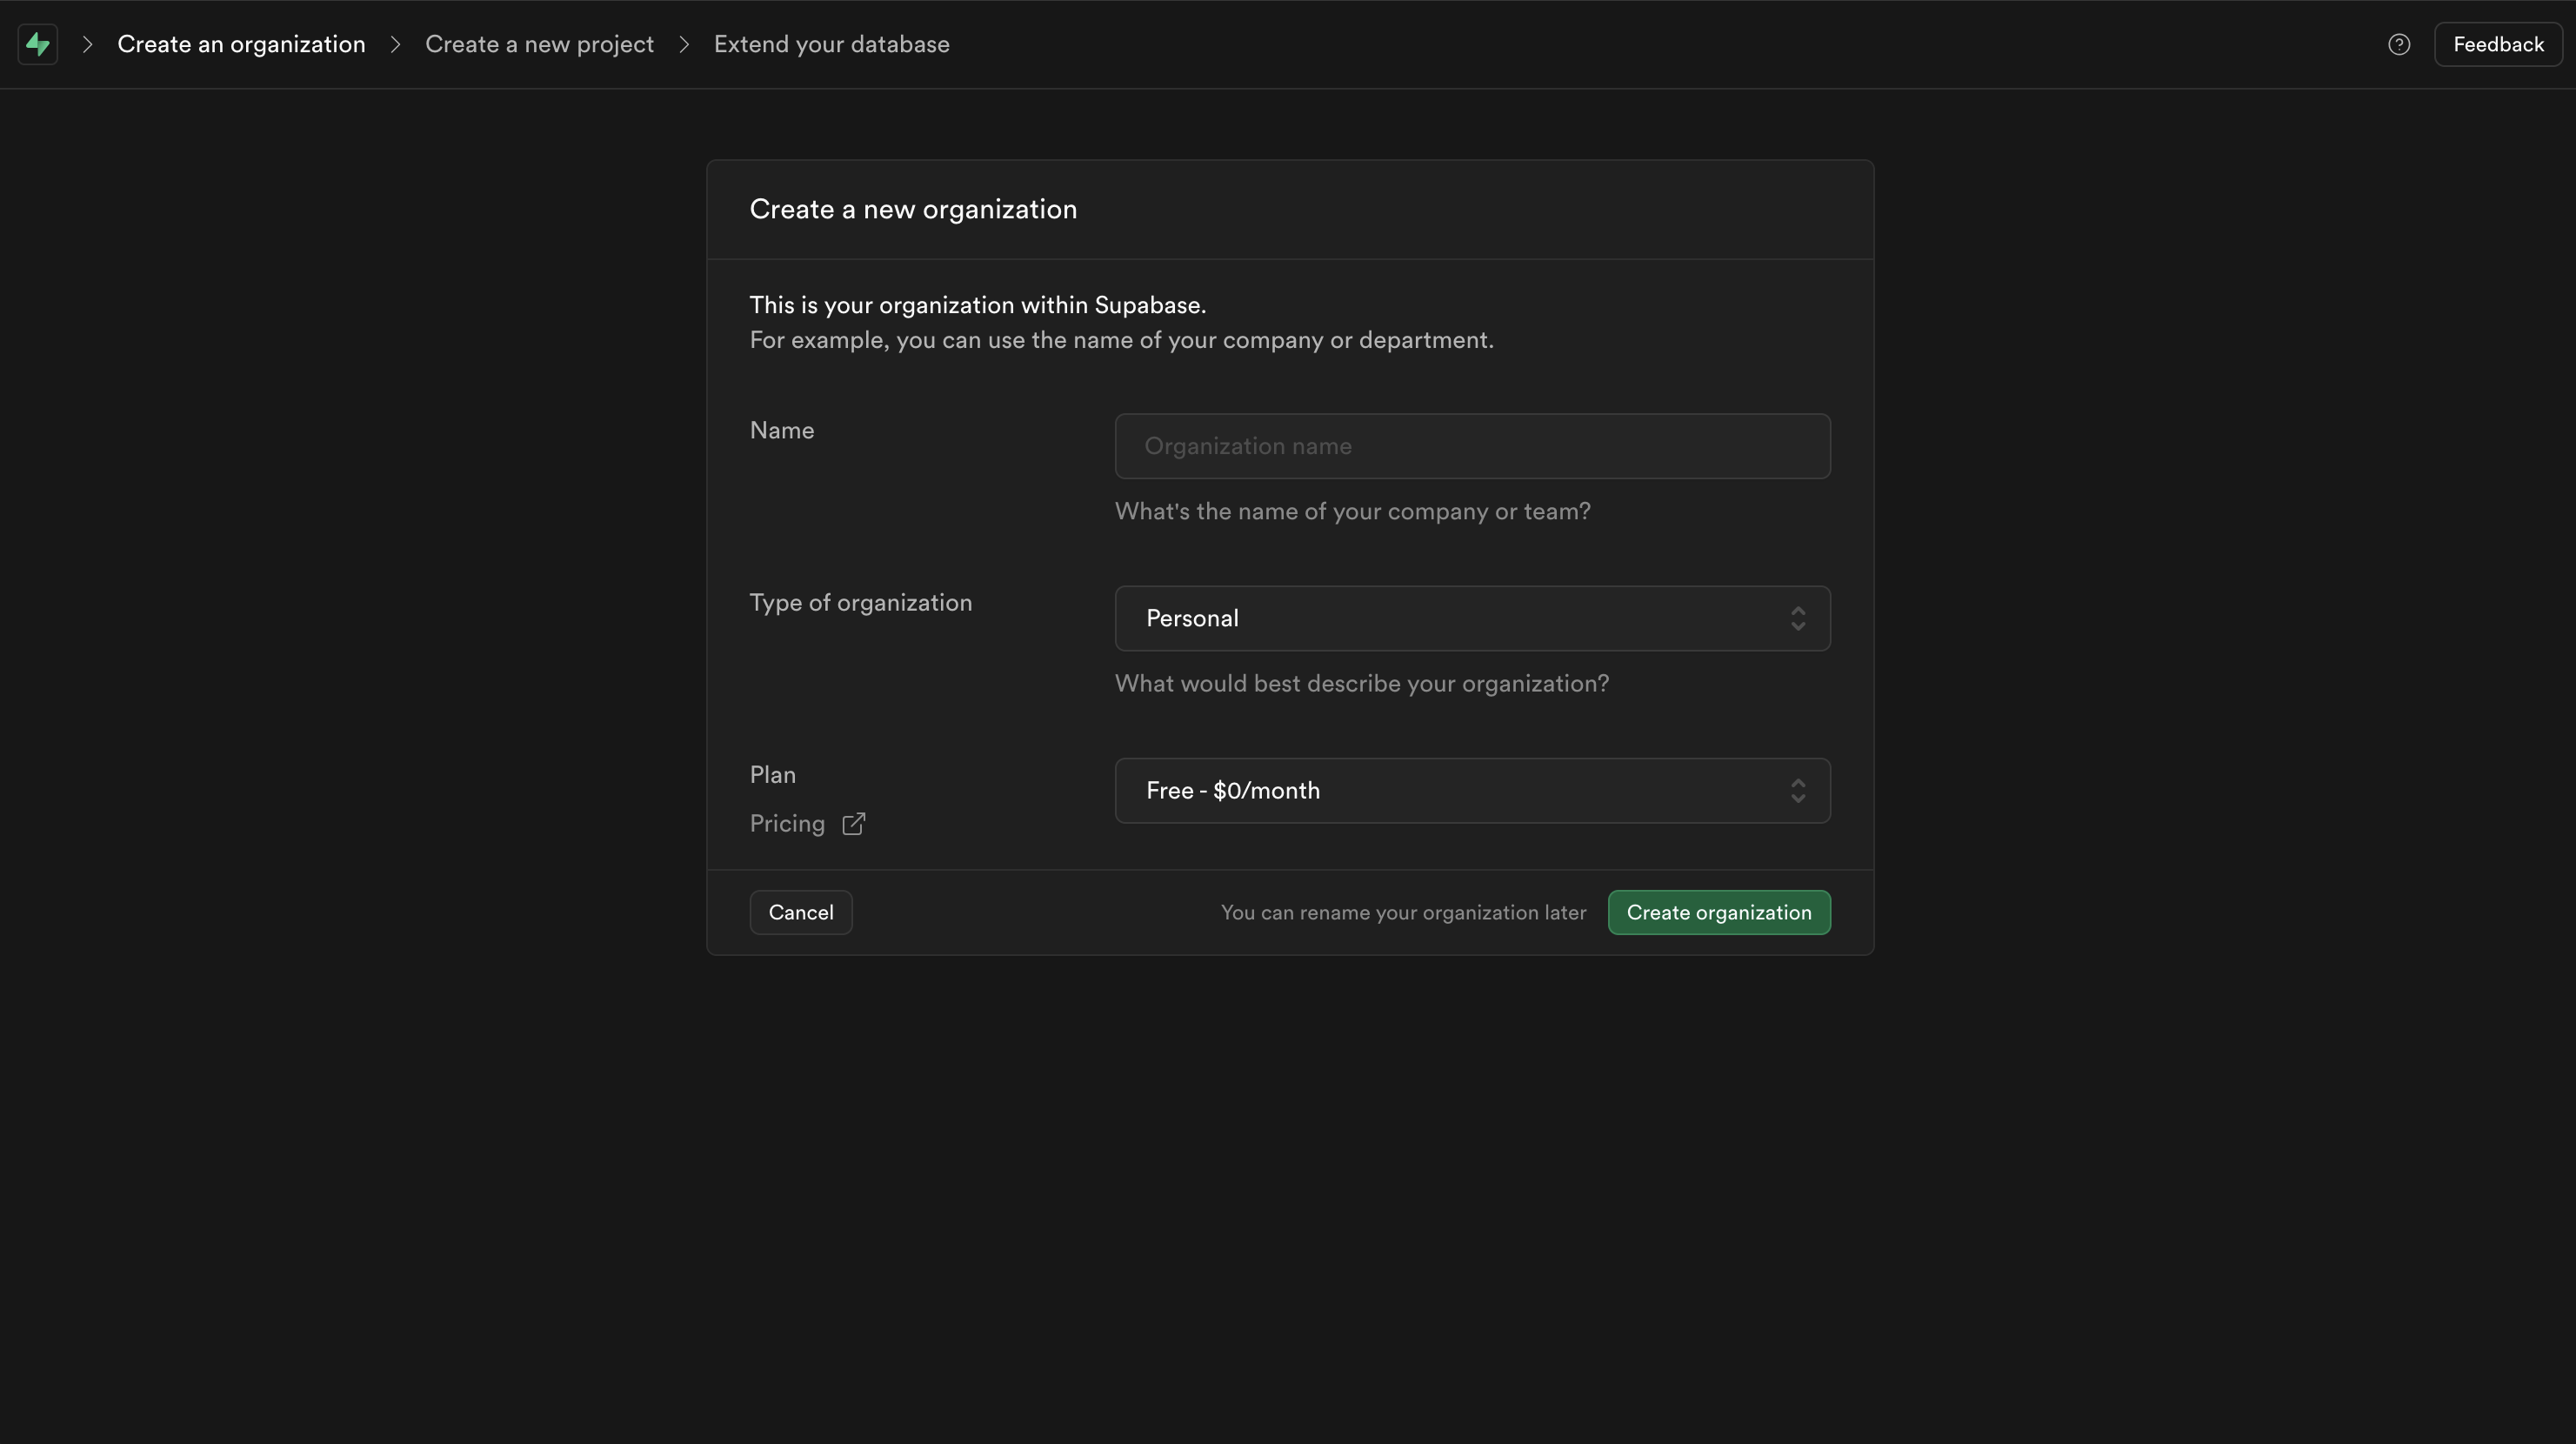 Create an organization
Create a new project
Extend your database
Feedback
Create a new organization
This is your organization within Supabase.
For example, you can use the name of your company or department.
Name
Organization name
What's the name of your company or team?
Type of organization
Personal
What would best describe your organization?
Plan
Free - $0/month
Pricing
Cancel
You can rename your organization later
Create organization